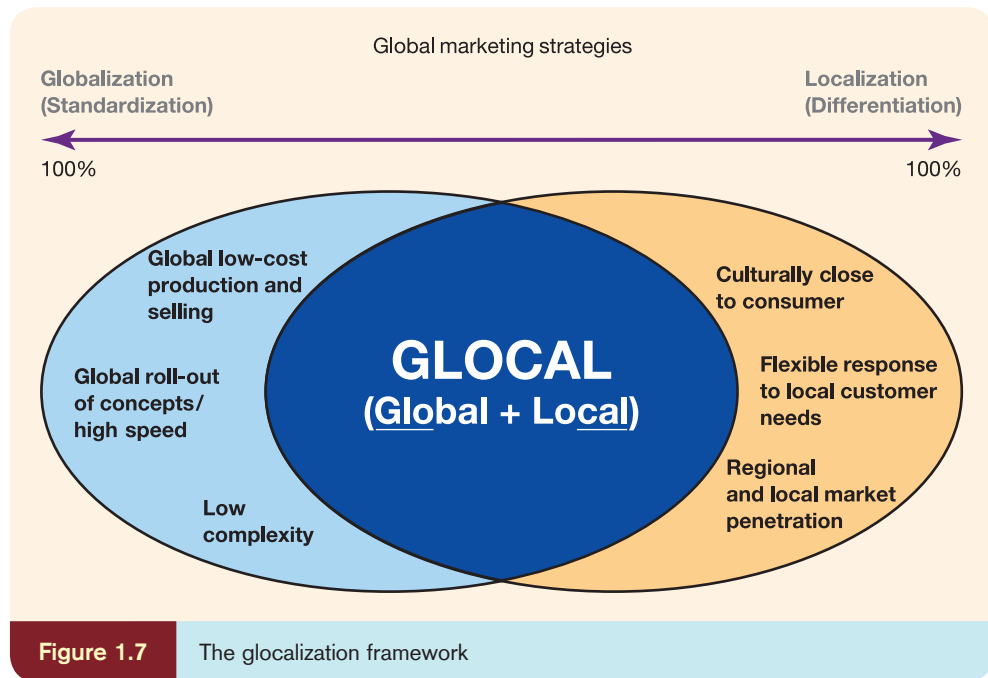 Global marketing strategies
Globalization
(Standardization)
Localization
(Differentiation)
100%
100%
Global low-cost
production and
selling
Global roll-out
of concepts/
high speed
Low
complexity
GLOCAL
(Global + Local)
Culturally close
to consumer
Flexible response
to local customer
needs
Regional
and local market
penetration
Figure 1.7
The glocalization framework